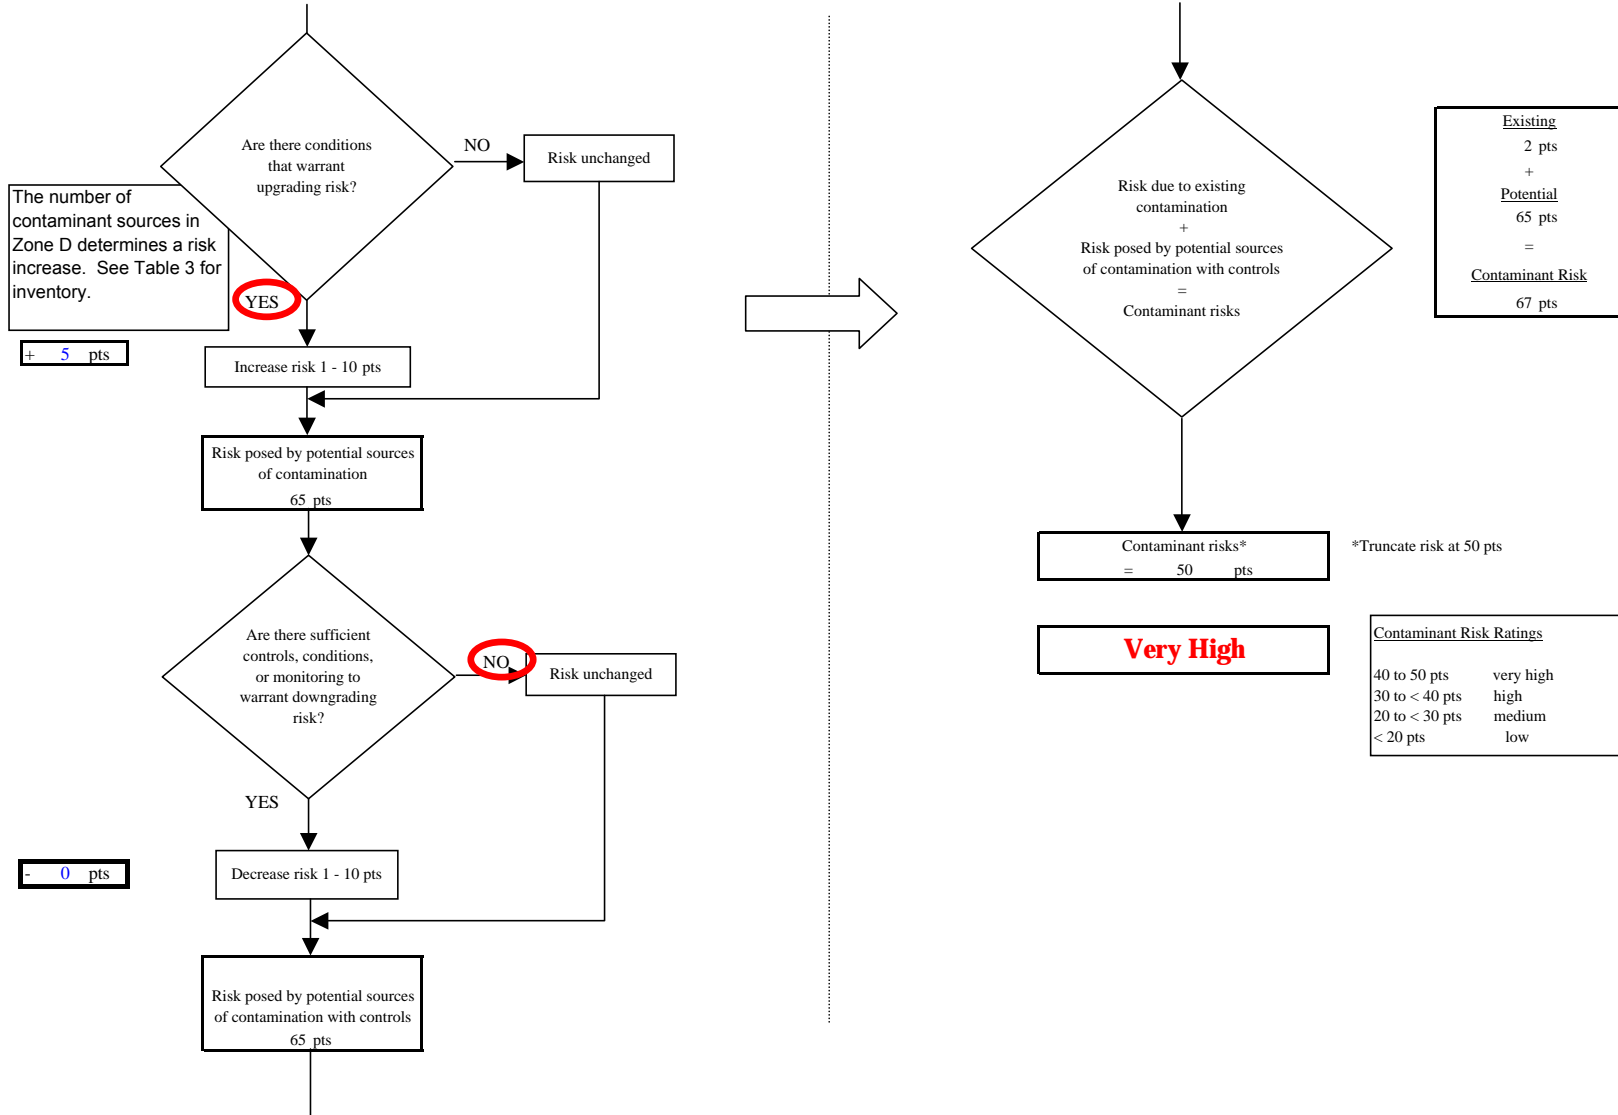 Are there conditions
that warrant
upgrading risk?
NO
Risk unchanged
The number of
contaminant sources in
Zone D determines a risk
increase.  See Table 3 for
inventory.
YES
+ 5 pts
Increase risk 1 - 10 pts
Risk posed by potential sources
of contamination
65 pts
Are there sufficient
controls, conditions,
or monitoring to
warrant downgrading
risk?
NO
Risk unchanged
YES
- 0 pts
Decrease risk 1 - 10 pts
Risk posed by potential sources
of contamination with controls
65 pts
Risk due to existing
contamination
+
Risk posed by potential sources
of contamination with controls
=
Contaminant risks
Existing
2 pts
+
Potential
65 pts
=
Contaminant Risk
67 pts
Contaminant risks*
= 50 pts
*Truncate risk at 50 pts
Very High
Contaminant Risk Ratings
40 to 50 pts very high
30 to < 40 pts high
20 to < 30 pts medium
< 20 pts low